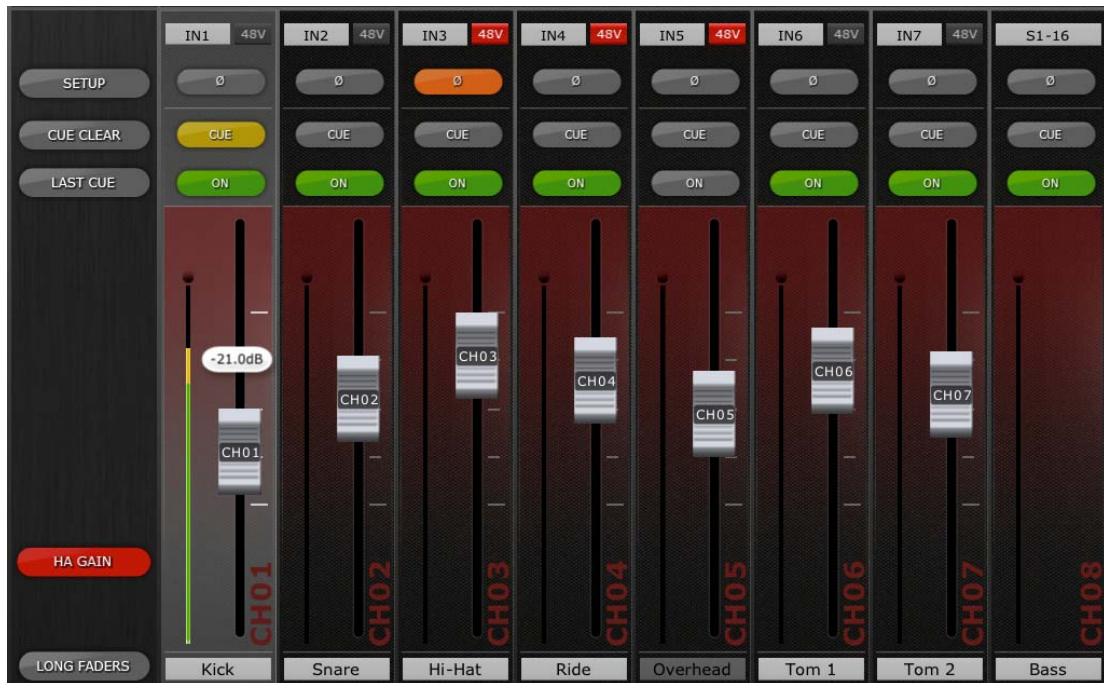 IN1 48V IN2 48V IN3 48V IN4 48V IN5 48V IN6 48V IN7 48V S1-16
SETUP Ø Ø Ø Ø Ø Ø Ø Ø
CUE CLEAR CUE CUE CUE CUE CUE CUE CUE CUE
LAST CUE ON ON ON ON ON ON ON ON
-21.0dB
CH01 CH02 CH03 CH04 CH05 CH06 CH07
HA GAIN
CH01 CH02 CH03 CH04 CH05 CH06 CH07 CH08
LONG FADERS Kick Snare Hi-Hat Ride Overhead Tom 1 Tom 2 Bass